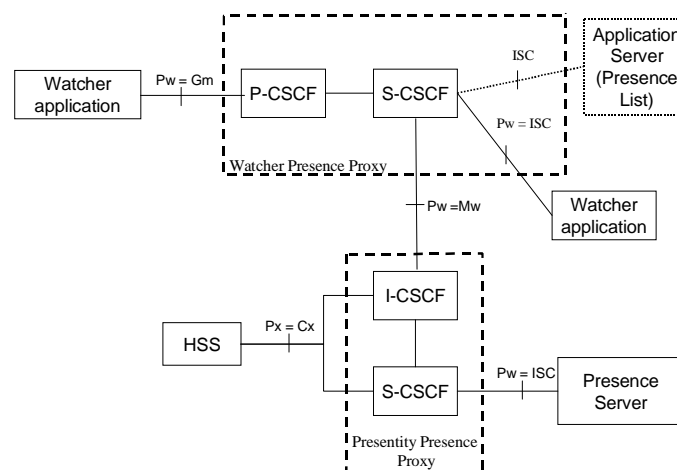 ISC
Application
Server
(Presence
List)
Watcher
application
Pw = Gm
P-CSCF
S-CSCF
Pw = ISC
Watcher Presence Proxy
Pw =Mw
Watcher
application
I-CSCF
Px = Cx
HSS
S-CSCF
Pw = ISC
Presence
Server
Presentity Presence
Proxy